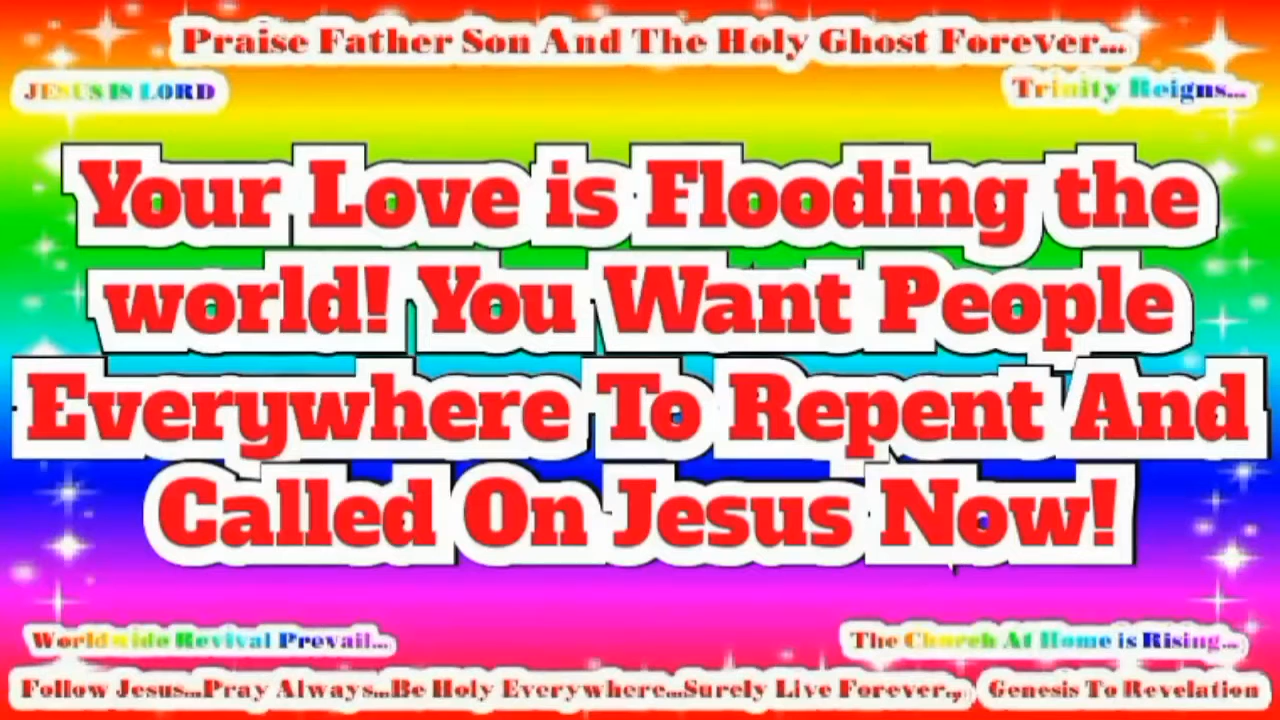 Praise Father Son And The Holy Ghost Forever...
JESUS IS LORD
Trinity Reigns...
Your Love is Flooding the
world! You Want People
Everywhere To Repent And
Called On Jesus Now!
Worldwide Revival Prevail...
The Church At Home is Rising...
Follow Jesus...Pray Always...Be Holy Everywhere...Surely Live Forever..,
Genesis To Revelation